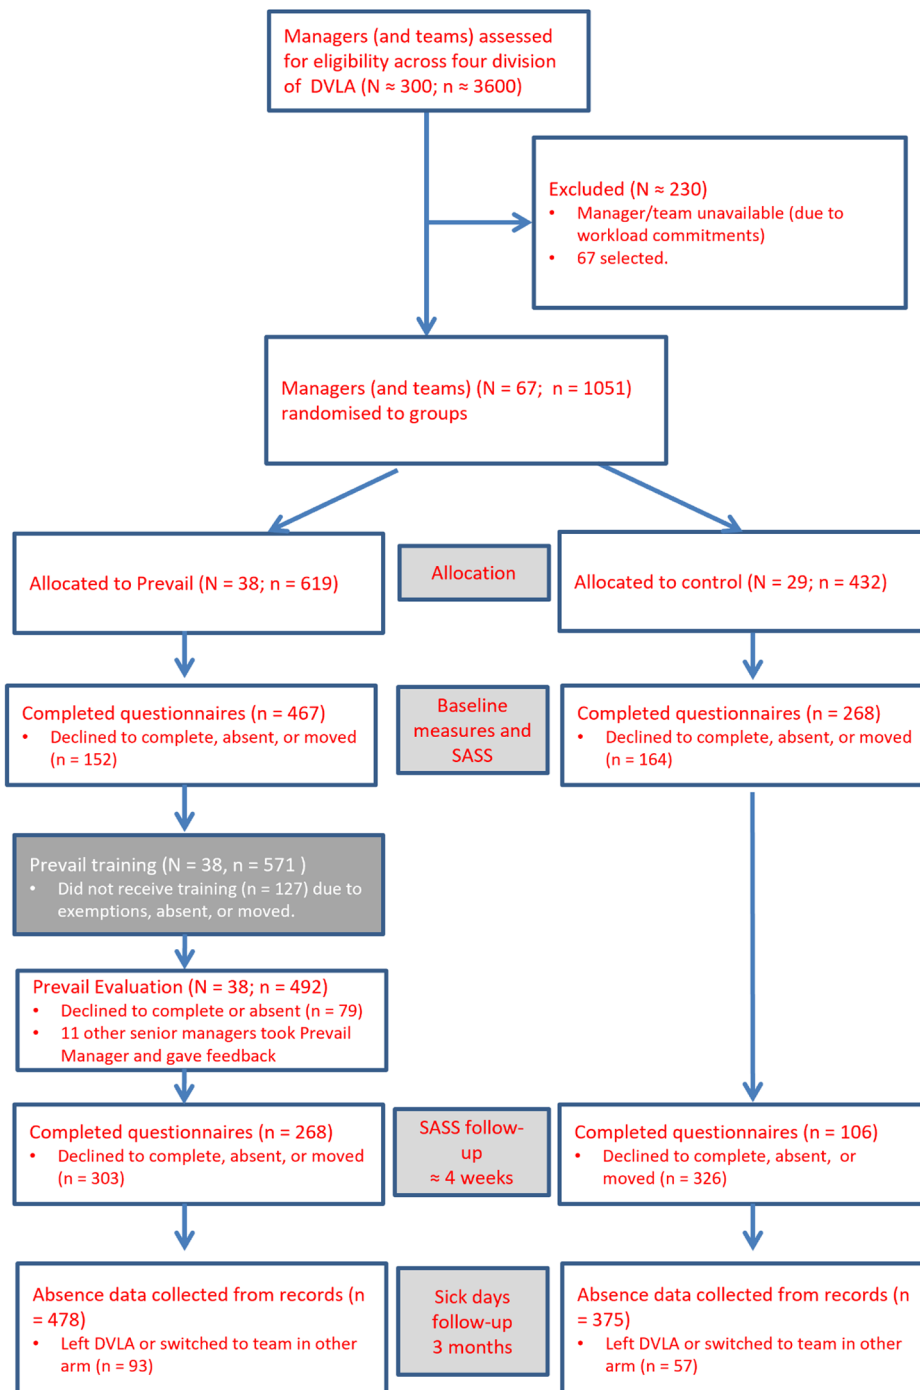 Managers (and teams) assessed
for eligibility across four division
of DVLA (N ≈ 300; n ≈ 3600)
Excluded (N ≈ 230)
• Manager/team unavailable (due to
workload commitments)
• 67 selected.
Managers (and teams) (N = 67; n = 1051)
randomised to groups
Allocated to Prevail (N = 38; n = 619)
Allocation
Allocated to control (N = 29; n = 432)
Completed questionnaires (n = 467)
• Declined to complete, absent, or moved
(n = 152)
Baseline
measures and
SASS
Completed questionnaires (n = 268)
• Declined to complete, absent, or moved
(n = 164)
Prevail training (N = 38, n = 571 )
• Did not receive training (n = 127) due to
exemptions, absent, or moved.
Prevail Evaluation (N = 38; n = 492)
• Declined to complete or absent (n = 79)
• 11 other senior managers took Prevail
Manager and gave feedback
Completed questionnaires (n = 268)
• Declined to complete, absent, or moved
(n = 303)
SASS follow-
up
≈ 4 weeks
Completed questionnaires (n = 106)
• Declined to complete, absent, or
moved (n = 326)
Absence data collected from records (n
= 478)
• Left DVLA or switched to team in other
arm (n = 93)
Sick days
follow-up
3 months
Absence data collected from records (n
= 375)
• Left DVLA or switched to team in other
arm (n = 57)